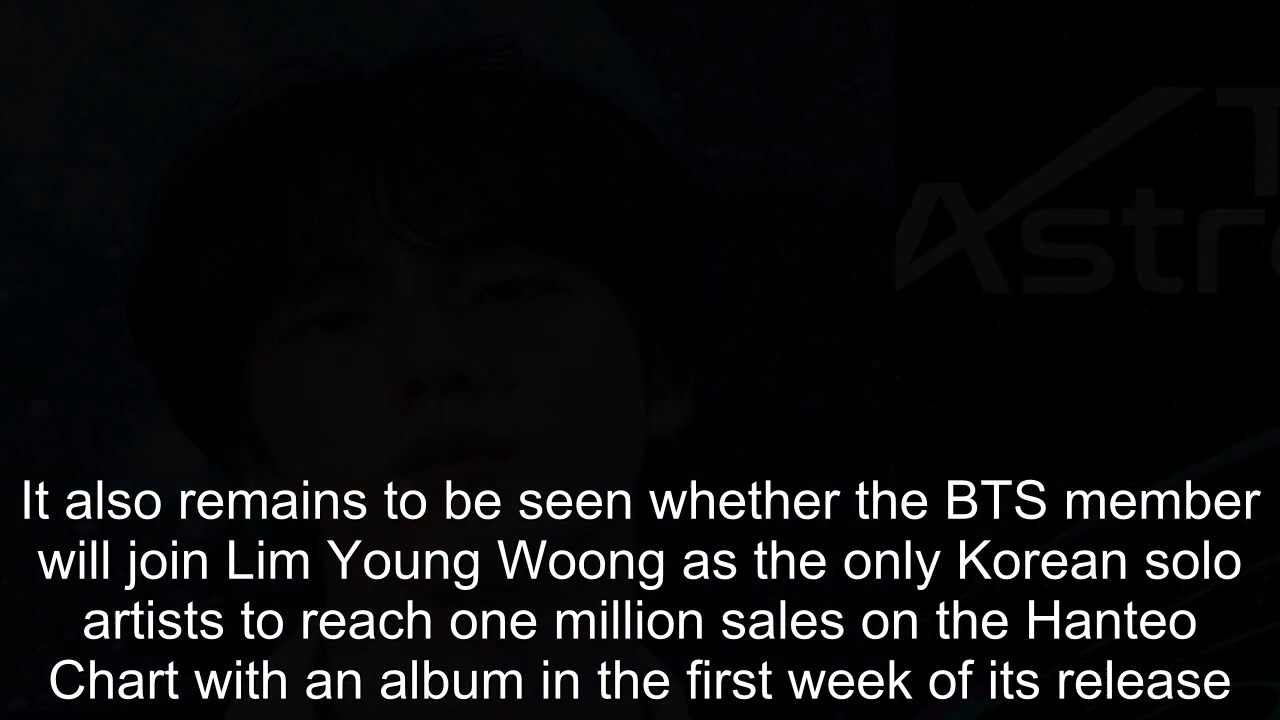 Astr
It also remains to be seen whether the BTS member
will join Lim Young Woong as the only Korean solo
artists to reach one million sales on the Hanteo
Chart with an album in the first week of its release